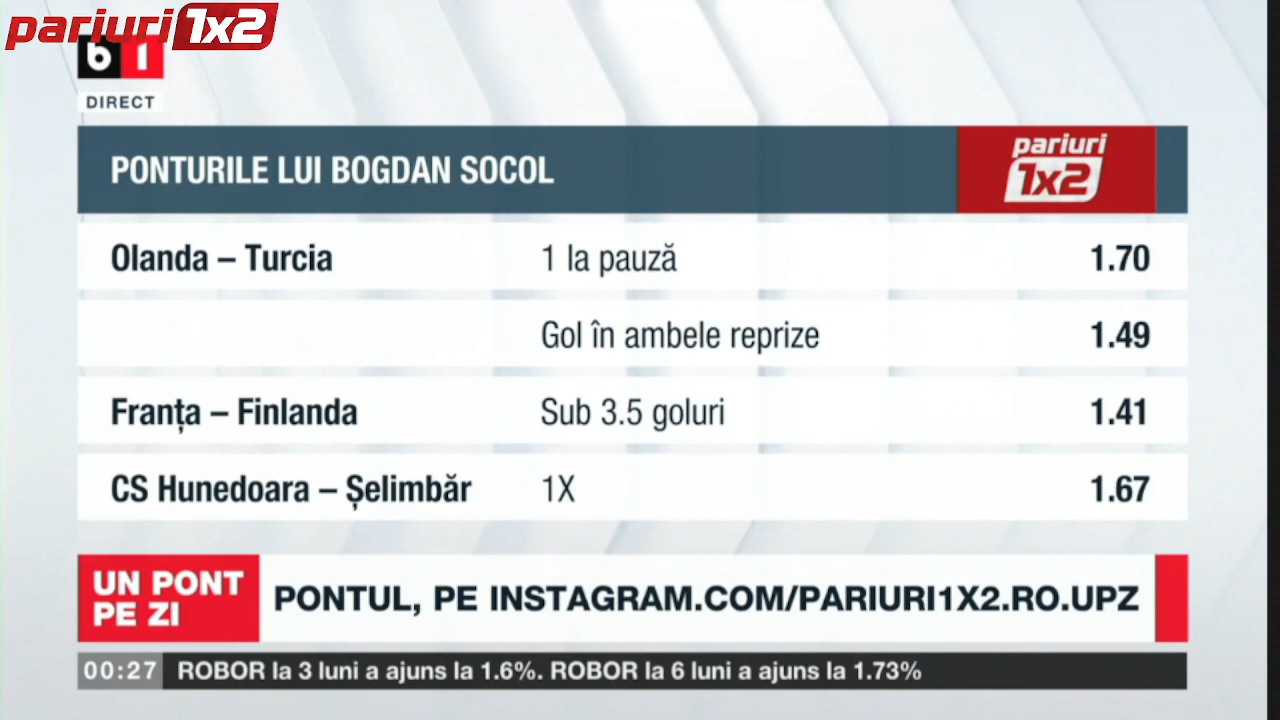 pariuri 1x2
b1
DIRECT
PONTURILE LUI BOGDAN SOCOL
pariuri
1x2
Olanda – Turcia 1 la pauză 1.70
Gol în ambele reprize 1.49
Franța – Finlanda Sub 3.5 goluri 1.41
CS Hunedoara – Șelimbăr 1X 1.67
UN PONT
PE ZI
PONTUL, PE INSTAGRAM.COM/PARIURI1X2.RO.UPZ
00:27 ROBOR la 3 luni a ajuns la 1.6%. ROBOR la 6 luni a ajuns la 1.73%